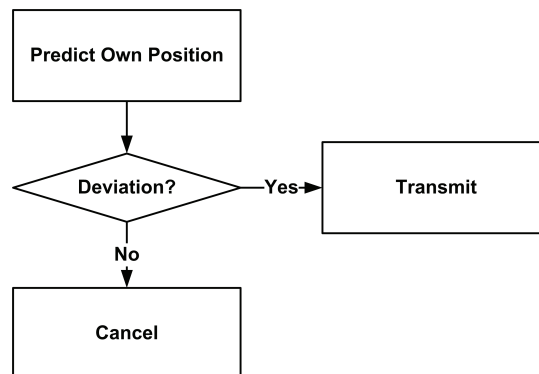 Predict Own Position
Deviation?
Yes
Transmit
No
Cancel